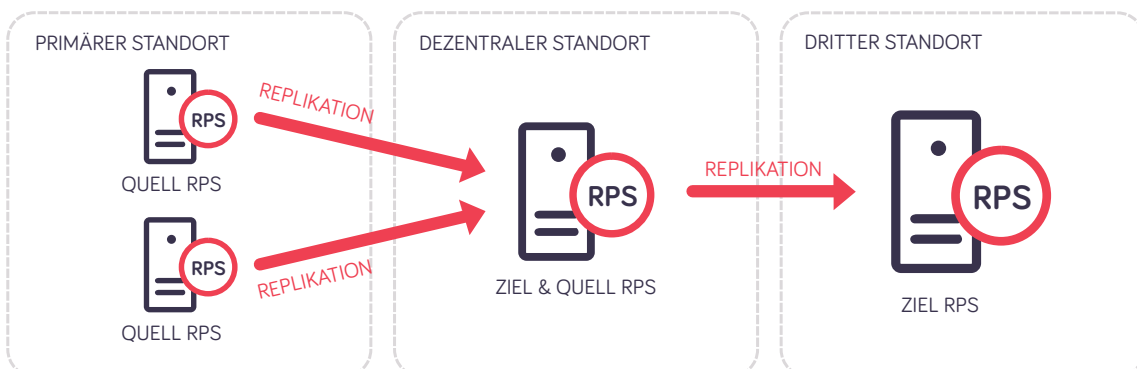 PRIMÄRER STANDORT
RPS
QUELL RPS
REPLIKATION
RPS
QUELL RPS
REPLIKATION
DEZENTRALER STANDORT
RPS
ZIEL & QUELL RPS
REPLIKATION
DRITTER STANDORT
RPS
ZIEL RPS